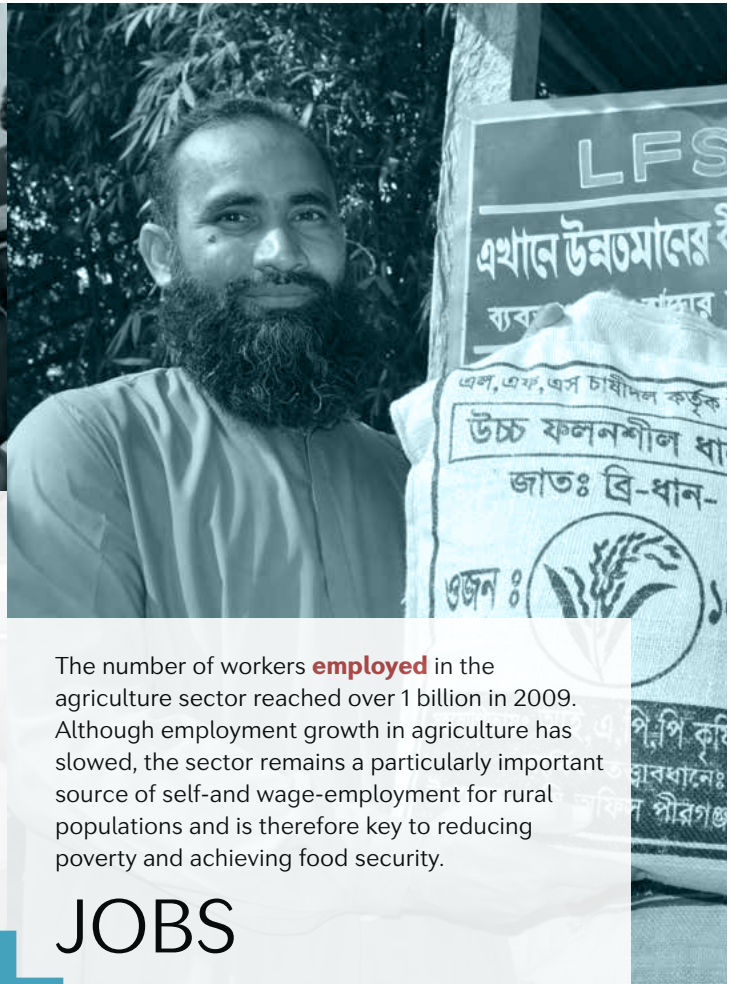 LFS
এখানে উন্নতমানের
এল,এফ,এস চাষীদল কর্তৃক
উচ্চ ফলনশীল
জাতঃ ব্রি-ধান-
ওজন ঃ
The number of workers employed in the
agriculture sector reached over 1 billion in 2009.
Although employment growth in agriculture has
slowed, the sector remains a particularly important
source of self-and wage-employment for rural
populations and is therefore key to reducing
poverty and achieving food security.
JOBS